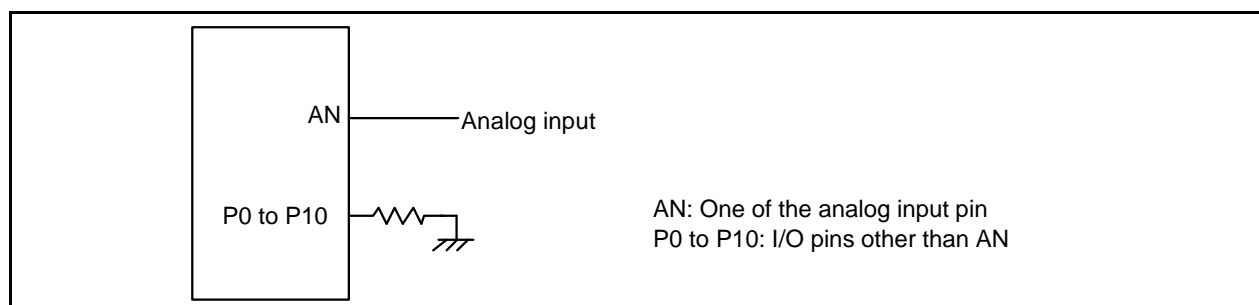 AN
Analog input
P0 to P10
AN: One of the analog input pin
P0 to P10: I/O pins other than AN